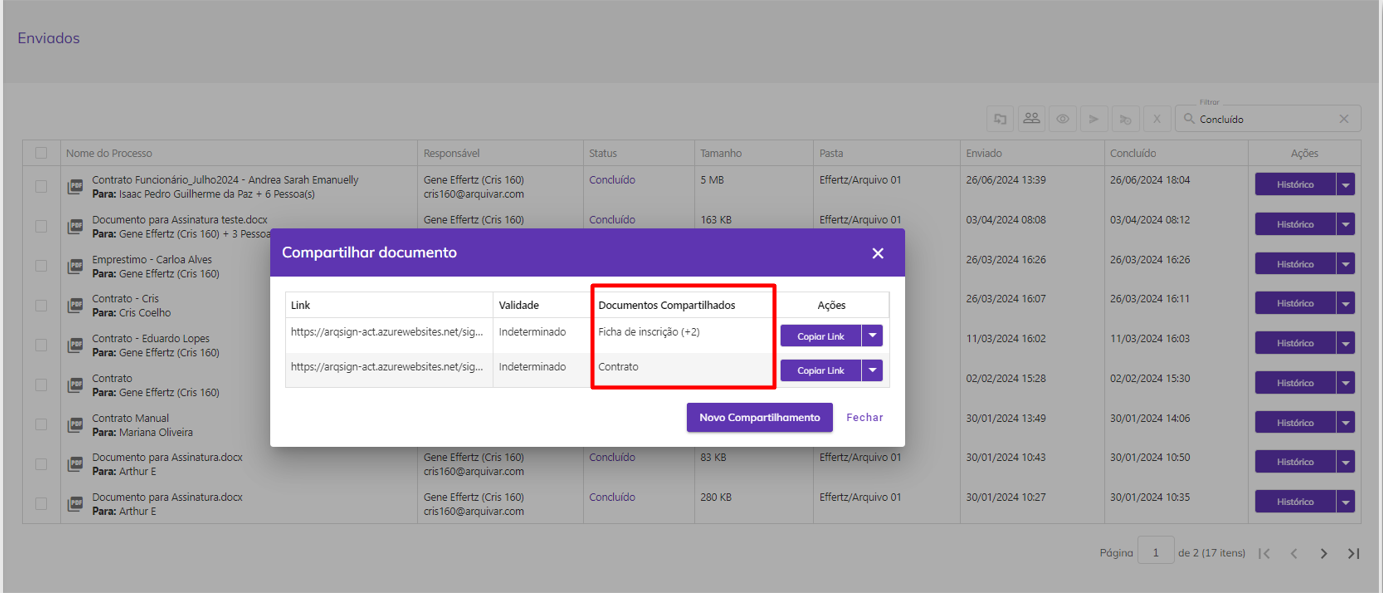 Enviados
Filtrar
X
Concluído
Nome do Processo Responsável Status Tamanho Pasta Enviado Concluído Ações
Contrato Funcionário_Julho2024 - Andrea Sarah Emanuelly Gene Effertz (Cris 160) Concluído 5 MB Effertz/Arquivo 01 26/06/2024 13:39 26/06/2024 18:04 Histórico
PDF Para: Isaac Pedro Guilherme da Paz + 6 Pessoa(s) cris160@arquivar.com
Documento para Assinatura teste.docx Gene Effertz (Cris 160) Concluído 163 KB Effertz/Arquivo 01 03/04/2024 08:08 03/04/2024 08:12 Histórico
PDF Para: Gene Effertz (Cris 160) + 3 Pessoa
Emprestimo - Carloa Alves 26/03/2024 16:26 26/03/2024 16:26 Histórico
PDF Para: Gene Effertz (Cris 160)
Contrato - Cris 26/03/2024 16:07 26/03/2024 16:11 Histórico
PDF Para: Cris Coelho
Contrato - Eduardo Lopes 11/03/2024 16:02 11/03/2024 16:03 Histórico
PDF Para: Gene Effertz (Cris 160)
Contrato 02/02/2024 15:28 02/02/2024 15:30 Histórico
PDF Para: Gene Effertz (Cris 160)
Contrato Manual 30/01/2024 13:49 30/01/2024 14:06 Histórico
PDF Para: Mariana Oliveira
Documento para Assinatura.docx Gene Effertz (Cris 160) Concluído 83 KB Effertz/Arquivo 01 30/01/2024 10:43 30/01/2024 10:50 Histórico
PDF Para: Arthur E cris160@arquivar.com
Documento para Assinatura.docx Gene Effertz (Cris 160) Concluído 280 KB Effertz/Arquivo 01 30/01/2024 10:27 30/01/2024 10:35 Histórico
PDF Para: Arthur E cris160@arquivar.com
Compartilhar documento
Link Validade Documentos Compartilhados Ações
https://arqsign-act.azurewebsites.net/sig... Indeterminado Ficha de inscrição (+2) Copiar Link
https://arqsign-act.azurewebsites.net/sig... Indeterminado Contrato Copiar Link
Novo Compartilhamento Fechar
Página 1 de 2 (17 itens)